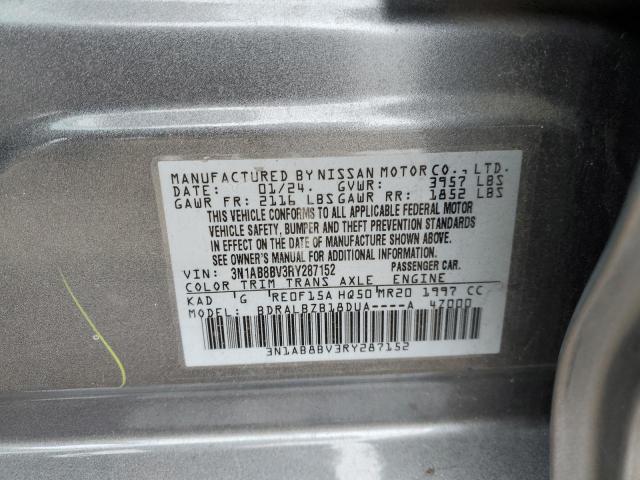 MANUFACTURED BY NISSAN MOTOR CO., LTD.
DATE: 01/24. GVWR: 3957 LBS
GAWR FR: 2116 LBS GAWR RR: 1852 LBS
THIS VEHICLE CONFORMS TO ALL APPLICABLE FEDERAL MOTOR
VEHICLE SAFETY, BUMPER AND THEFT PREVENTION STANDARDS
IN EFFECT ON THE DATE OF MANUFACTURE SHOWN ABOVE.
SEE OWNER'S MANUAL FOR ADDITIONAL INFORMATION.
VIN: 3N1AB8BV3RY287152 PASSENGER CAR.
COLOR TRIM TRANS AXLE ENGINE
KAD G RE0F15A HQ50 MR20 1997 CC
MODEL: BDRALBZB18DUA----A 4Z000
3N1AB8BV3RY287152